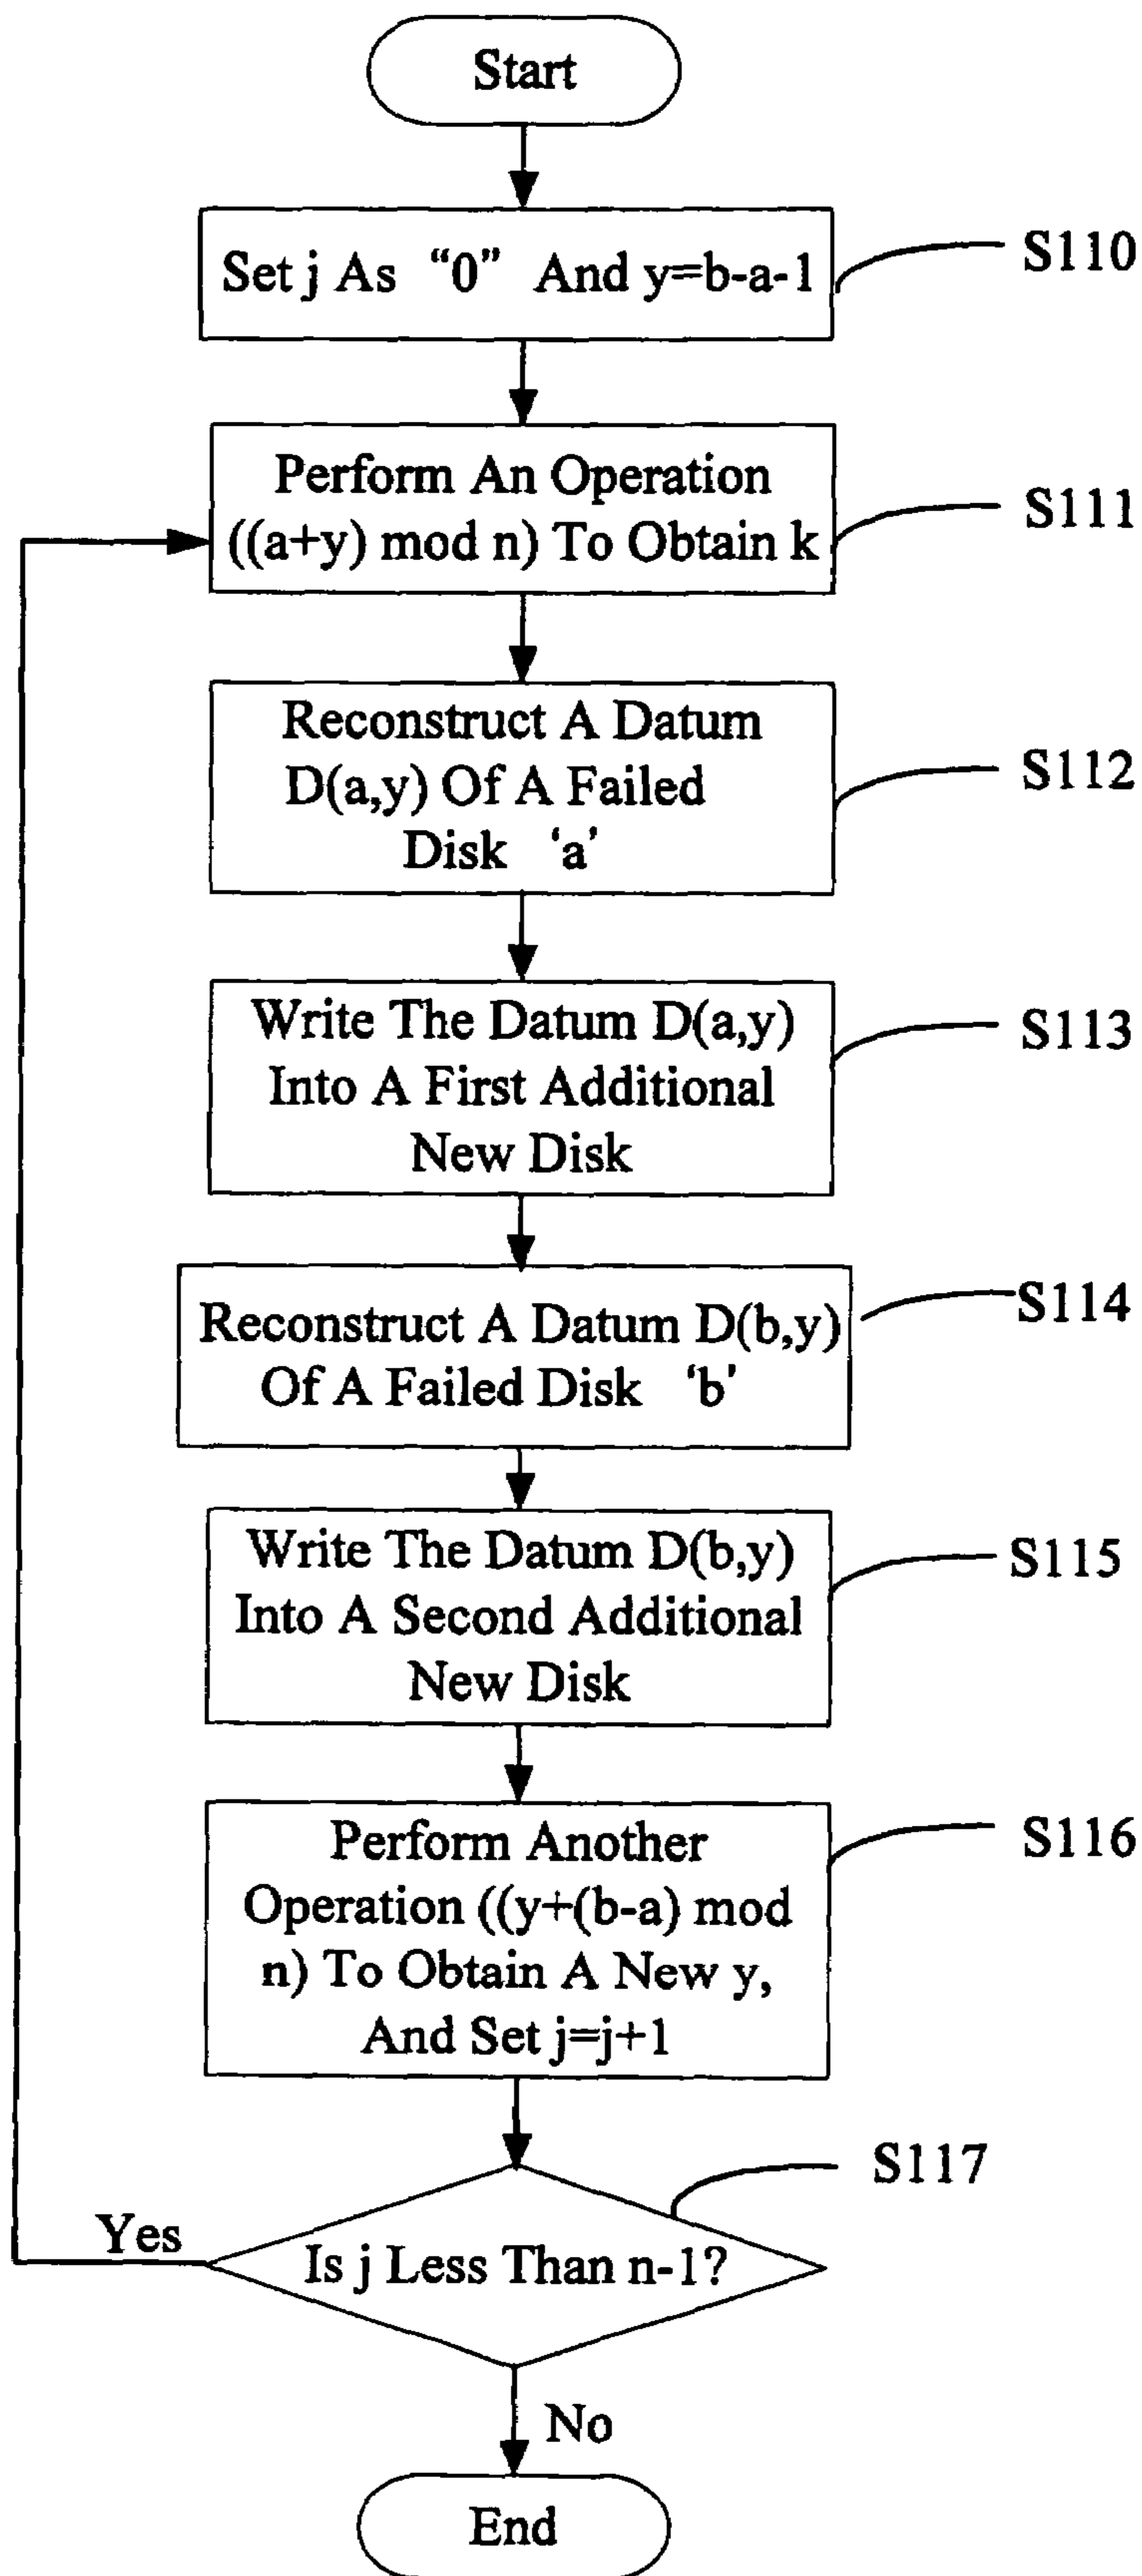 Start
Set j As “0” And y=b-a-1
S110
Perform An Operation
((a+y) mod n) To Obtain k
S111
Reconstruct A Datum
D(a,y) Of A Failed
Disk ‘a’
S112
Write The Datum D(a,y)
Into A First Additional
New Disk
S113
Reconstruct A Datum D(b,y)
Of A Failed Disk ‘b’
S114
Write The Datum D(b,y)
Into A Second Additional
New Disk
S115
Perform Another
Operation ((y+(b-a) mod
n) To Obtain A New y,
And Set j=j+1
S116
S117
Is j Less Than n-1?
Yes
No
End